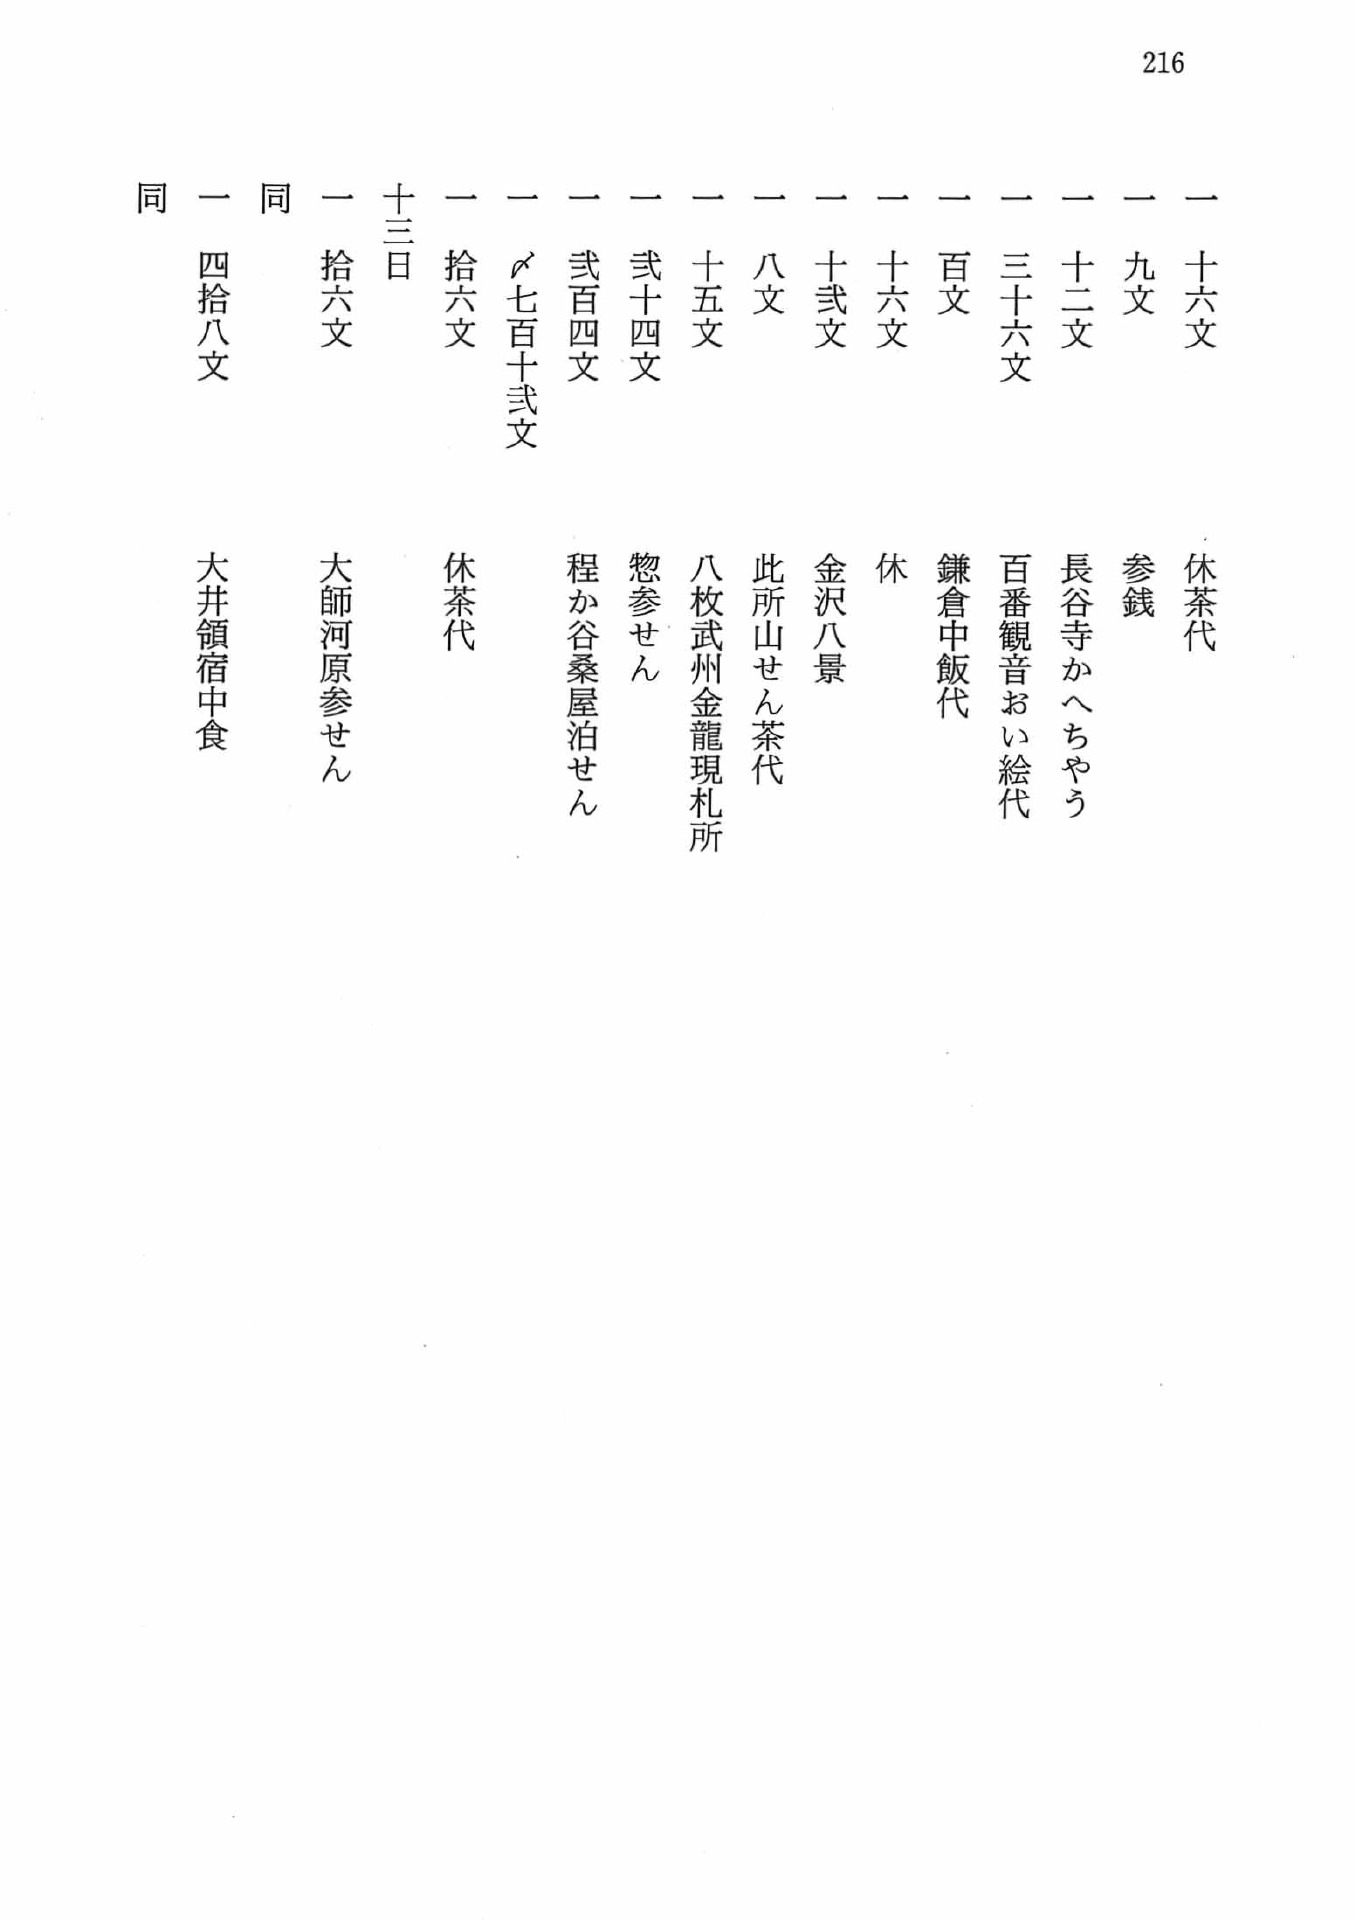 216
一　十六文　休茶代
一　九文　参銭
一　十二文　長谷寺かへちやう
一　三十六文　百番観音おい絵代
一　百文　鎌倉中飯代
一　十六文　休
一　十弐文　金沢八景
一　八文　此所山せん茶代
一　十五文　八枚武州金龍現札所
一　弐十四文　惣参せん
一　弐百四文　程か谷桑屋泊せん
一　〆七百十弐文
一　拾六文　休茶代
十三日
一　拾六文　大師河原参せん
同
一　四拾八文　大井領宿中食
同